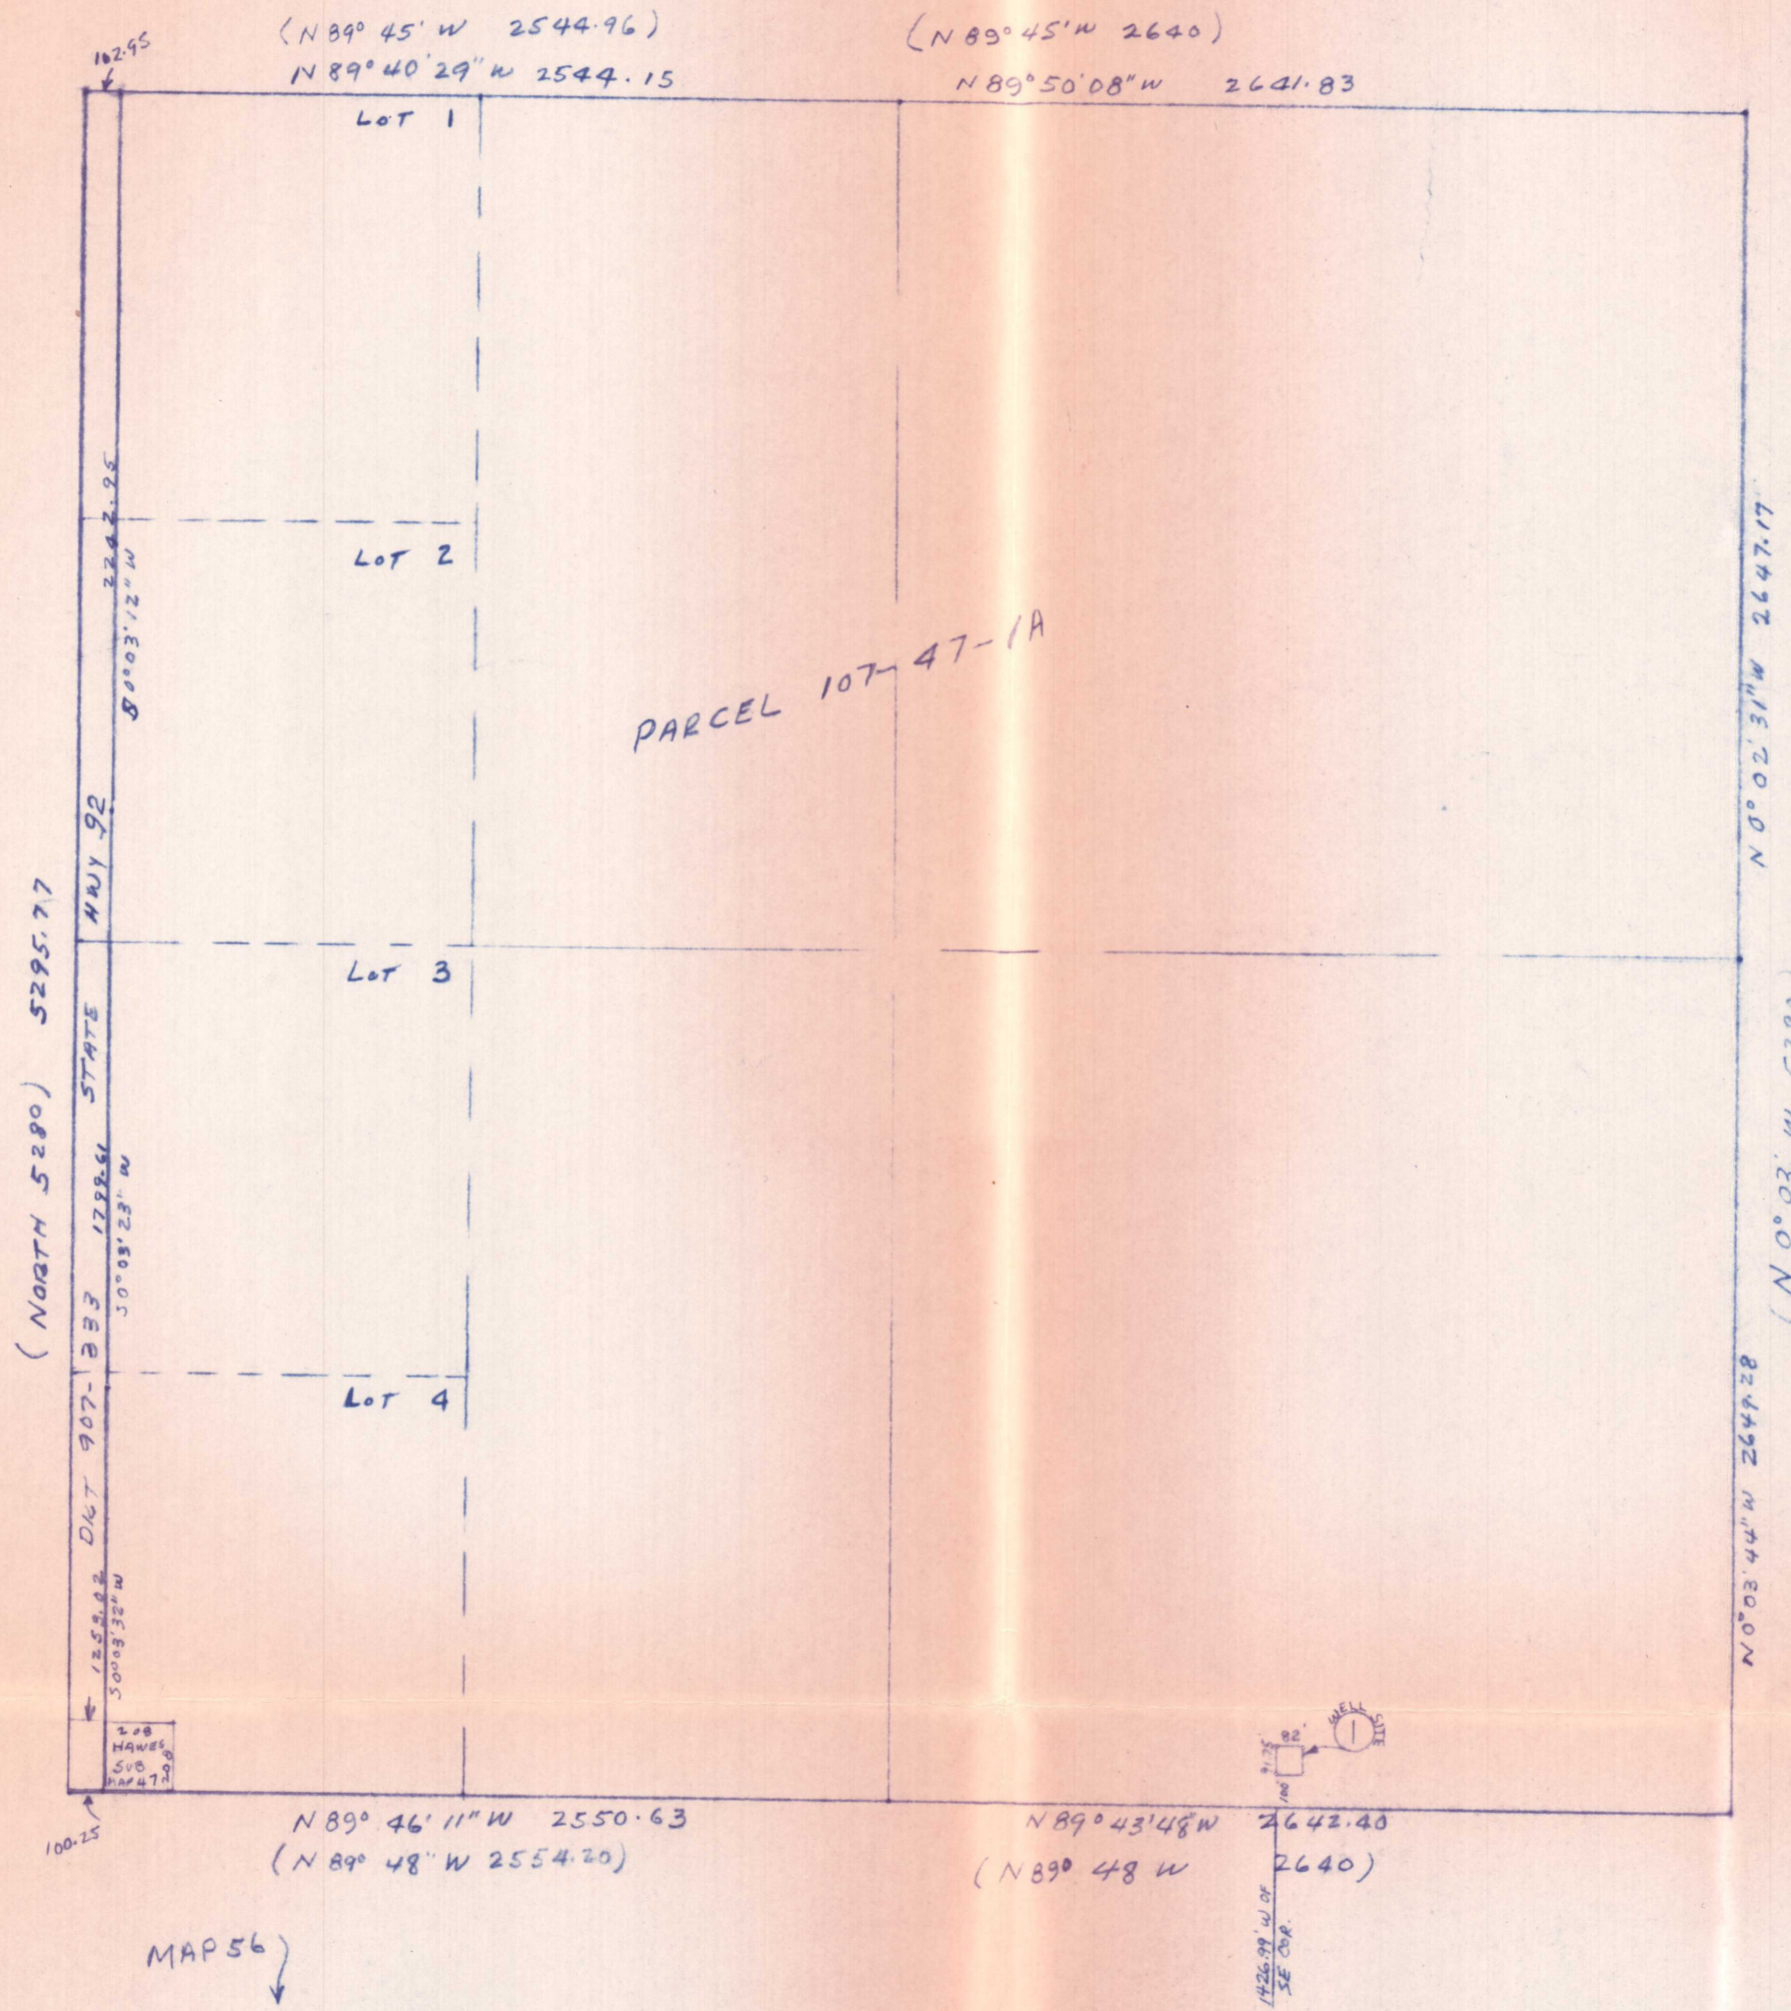 102.95
(N 89° 45' W 2544.96)
N 89° 40' 29" W 2544.15
(N 89° 45' W 2640)
N 89° 50' 08" W 2641.83
LOT 1
LOT 2
LOT 3
LOT 4
PARCEL 107-47-1A
(NORTH 5280) 5295.77
DKT 907-333 STATE HWY 92
S 0° 03' 12" W
1799.61
S 0° 03' 23" W
1259.02
S 0° 03' 32" W
208
HAWES
SUB
MAP 47
208
100.25
N 0° 02' 31" W 2647.17
N 0° 03' 44" W 2649.28
WELL SITE
1
82'
91.75
100'
N 89° 46' 11" W 2550.63
(N 89° 48" W 2554.20)
N 89° 43' 48" W 2642.40
(N 89° 48 W 2640)
1426.99' W OF
SE COR.
MAP 56